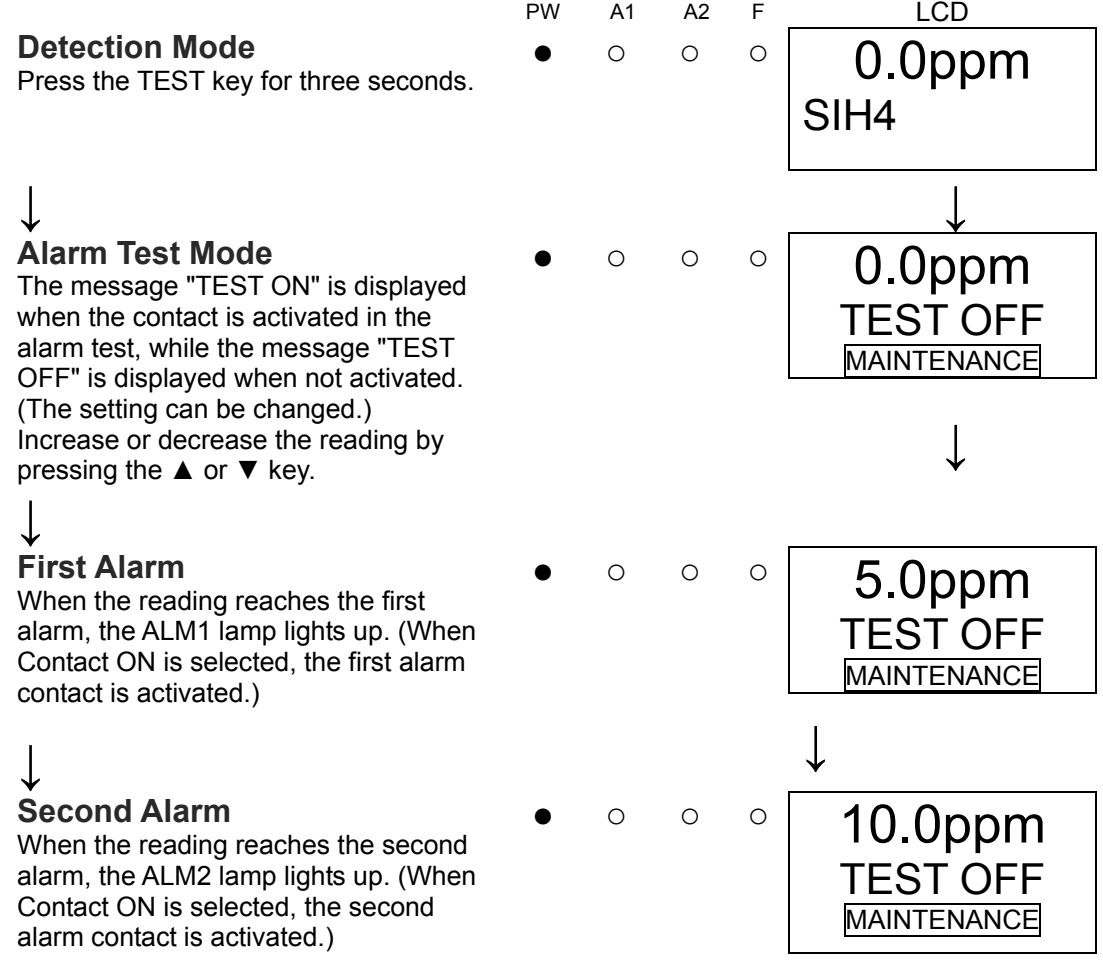 PW A1 A2 F LCD
Detection Mode
Press the TEST key for three seconds.
● ○ ○ ○
0.0ppm
SIH4
↓ ↓
Alarm Test Mode
The message "TEST ON" is displayed
when the contact is activated in the
alarm test, while the message "TEST
OFF" is displayed when not activated.
(The setting can be changed.)
Increase or decrease the reading by
pressing the ▲ or ▼ key.
● ○ ○ ○
0.0ppm
TEST OFF
MAINTENANCE
↓ ↓
First Alarm
When the reading reaches the first
alarm, the ALM1 lamp lights up. (When
Contact ON is selected, the first alarm
contact is activated.)
● ○ ○ ○
5.0ppm
TEST OFF
MAINTENANCE
↓ ↓
Second Alarm
When the reading reaches the second
alarm, the ALM2 lamp lights up. (When
Contact ON is selected, the second
alarm contact is activated.)
● ○ ○ ○
10.0ppm
TEST OFF
MAINTENANCE